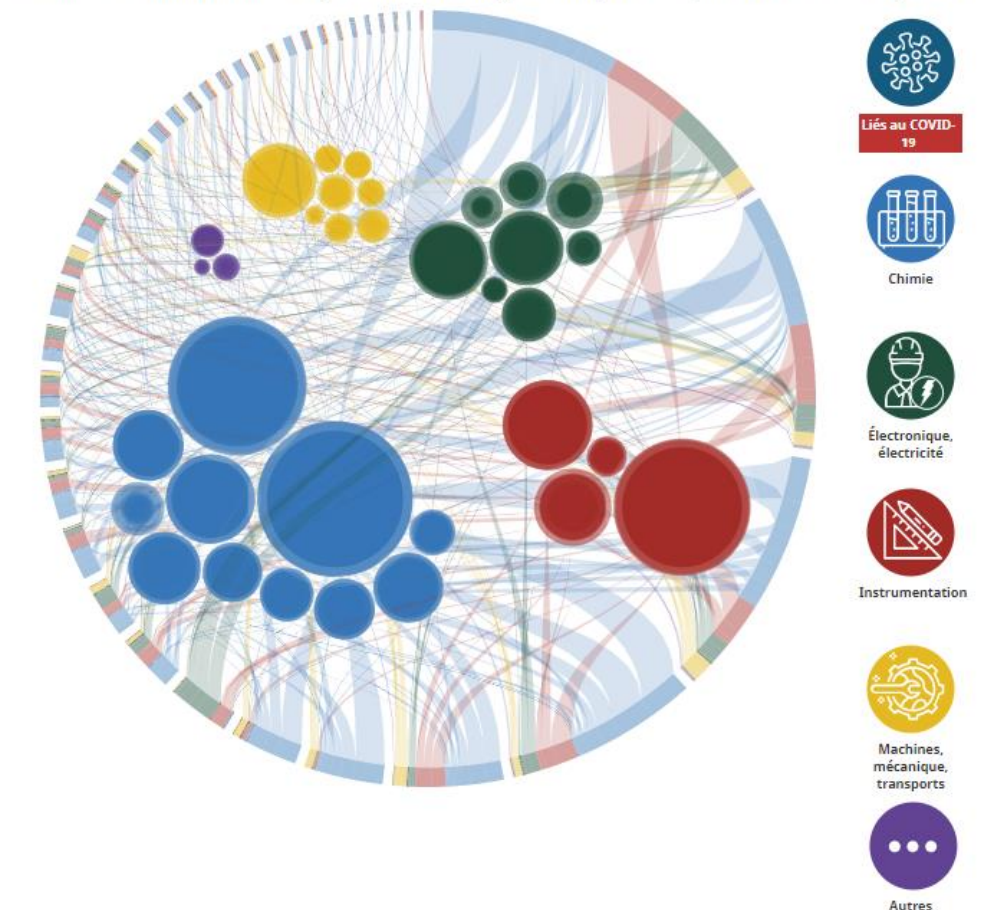 Liés au COVID-
19
Chimie
Électronique,
électricité
Instrumentation
Machines,
mécanique,
transports
Autres